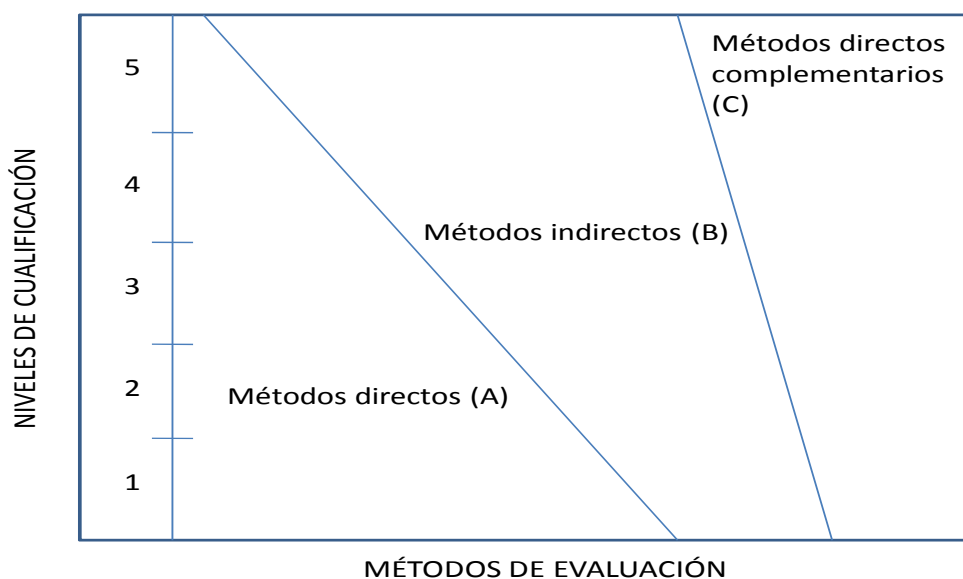 Métodos directos
complementarios
(C)
5
4
Métodos indirectos (B)
3
2
Métodos directos (A)
1
NIVELES DE CUALIFICACIÓN
MÉTODOS DE EVALUACIÓN